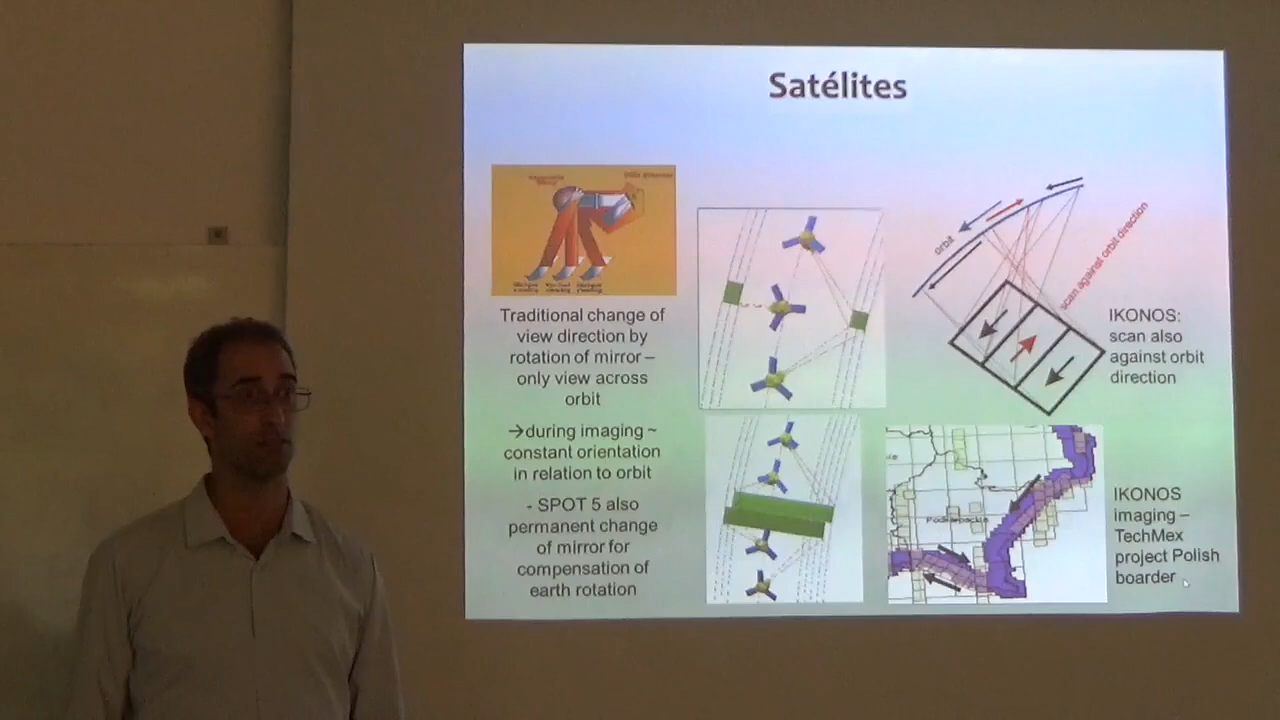 Satélites
Traditional change of
view direction by
rotation of mirror –
only view across
orbit
→during imaging ~
constant orientation
in relation to orbit
- SPOT 5 also
permanent change
of mirror for
compensation of
earth rotation
orbit
scan against orbit direction
IKONOS:
scan also
against orbit
direction
IKONOS
imaging –
TechMex
project Polish
boarder